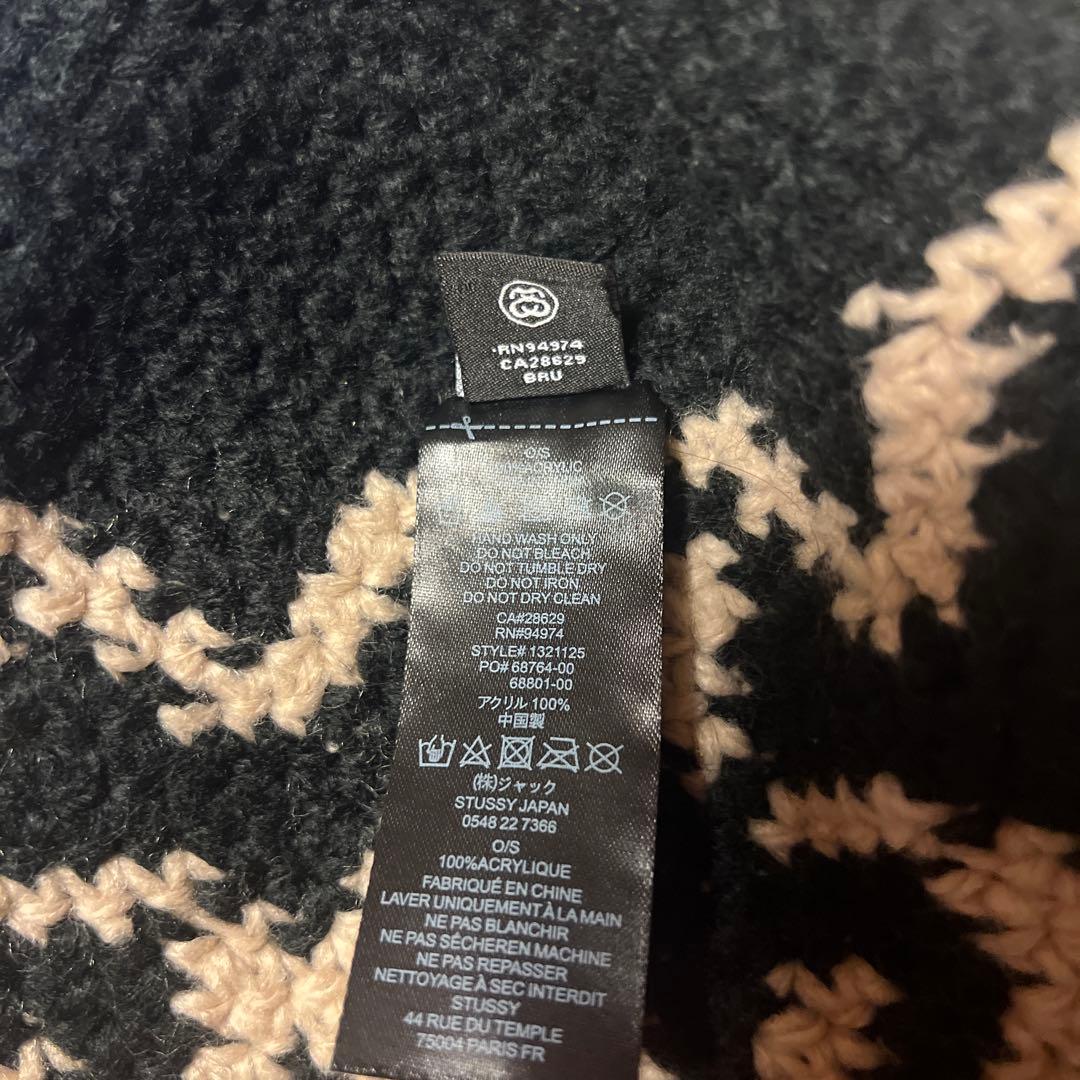 RN94974
CA28629
BRU
O/S
100% ACRYLIC
HAND WASH ONLY
DO NOT BLEACH
DO NOT TUMBLE DRY
DO NOT IRON
DO NOT DRY CLEAN
CA#28629
RN#94974
STYLE# 1321125
PO# 68764-00
68801-00
アクリル 100%
中国製
(株)ジャック
STUSSY JAPAN
0548 22 7366
O/S
100%ACRYLIQUE
FABRIQUÉ EN CHINE
LAVER UNIQUEMENT À LA MAIN
NE PAS BLANCHIR
NE PAS SÉCHER EN MACHINE
NE PAS REPASSER
NETTOYAGE À SEC INTERDIT
STUSSY
44 RUE DU TEMPLE
75004 PARIS FR